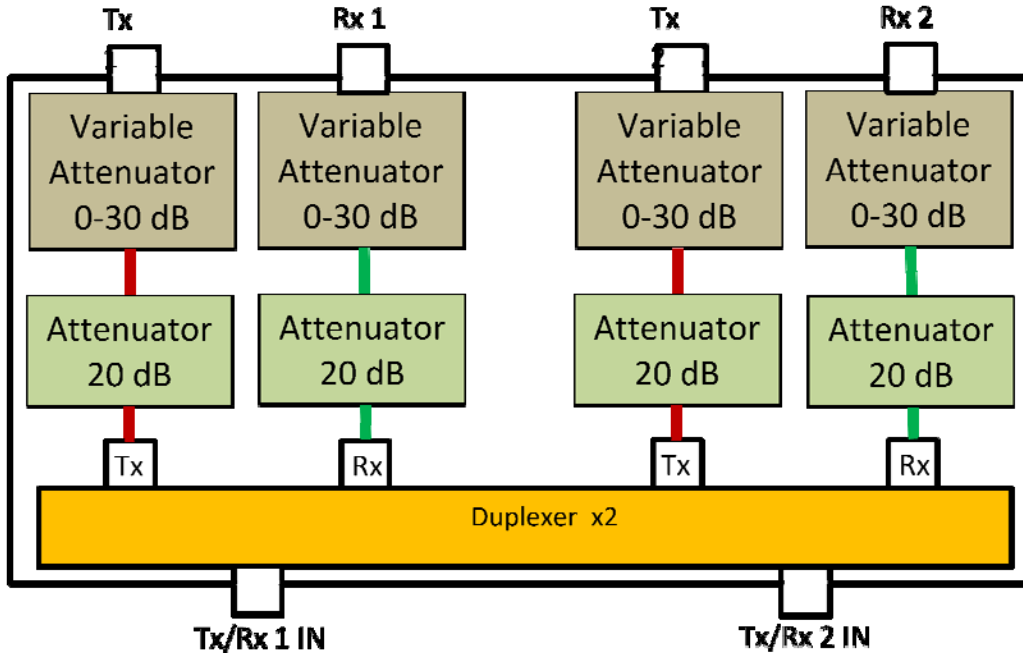 Tx Rx 1 Tx Rx 2
Variable Variable Variable Variable
Attenuator Attenuator Attenuator Attenuator
0-30 dB 0-30 dB 0-30 dB 0-30 dB
Attenuator Attenuator Attenuator Attenuator
20 dB 20 dB 20 dB 20 dB
Tx Rx Tx Rx
Duplexer x2
Tx/Rx 1 IN Tx/Rx 2 IN